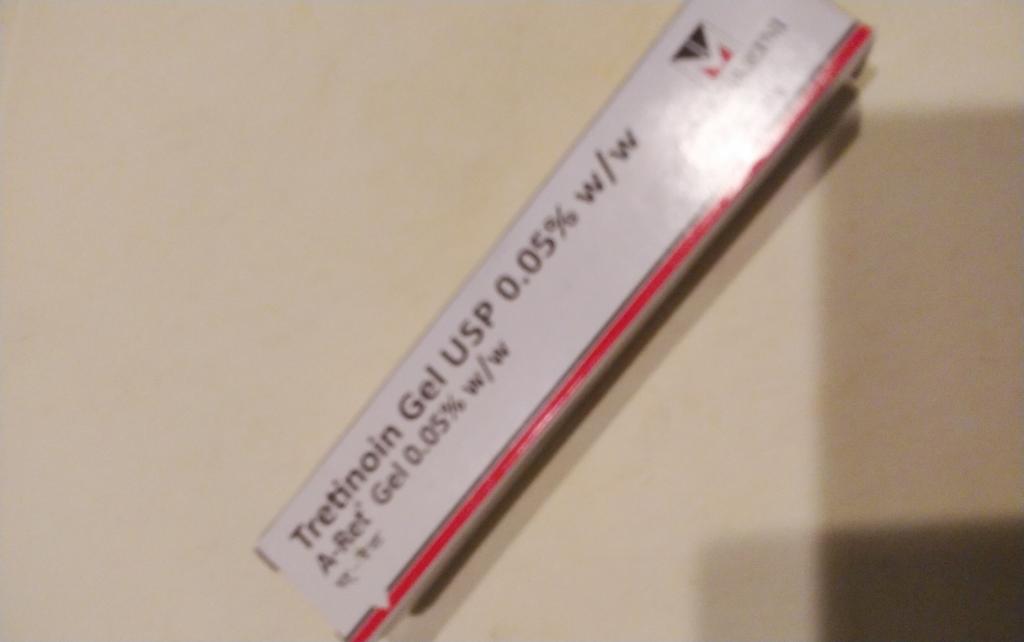 Tretinoin Gel USP 0.05% w/w
A-Ret Gel 0.05% w/w